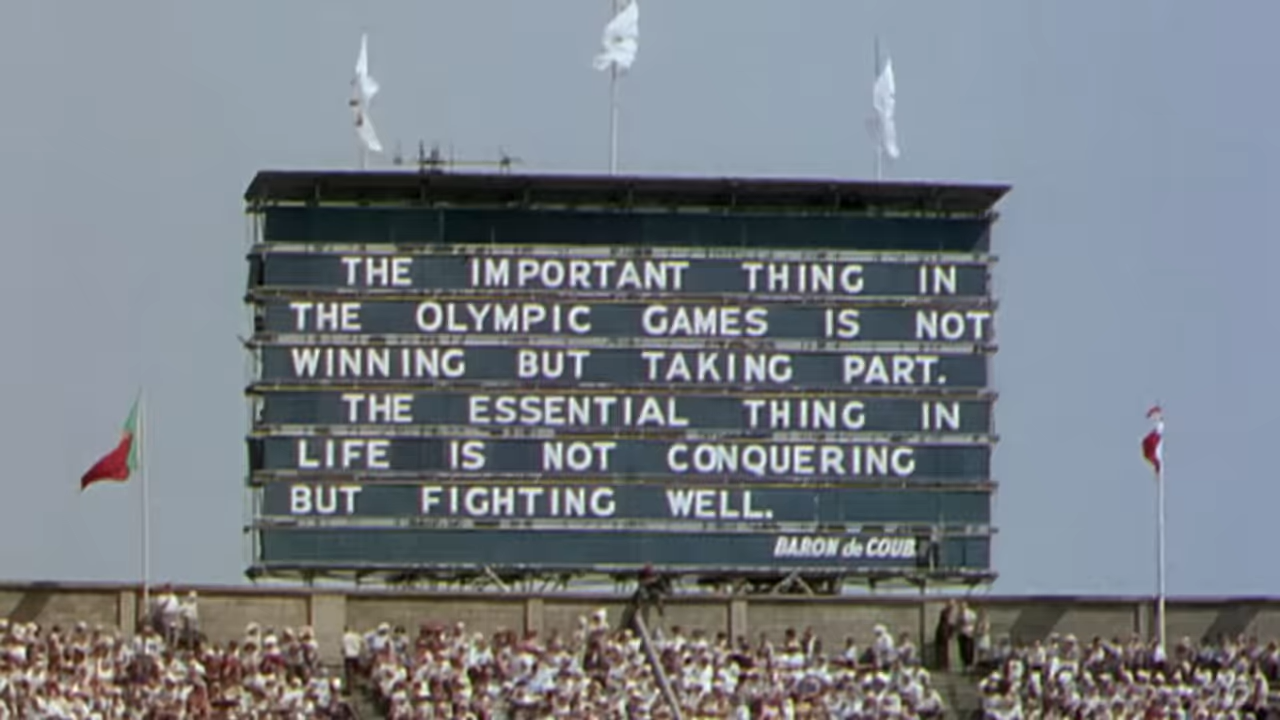 THE IMPORTANT THING IN
THE OLYMPIC GAMES IS NOT
WINNING BUT TAKING PART.
THE ESSENTIAL THING IN
LIFE IS NOT CONQUERING
BUT FIGHTING WELL.
BARON de COUB